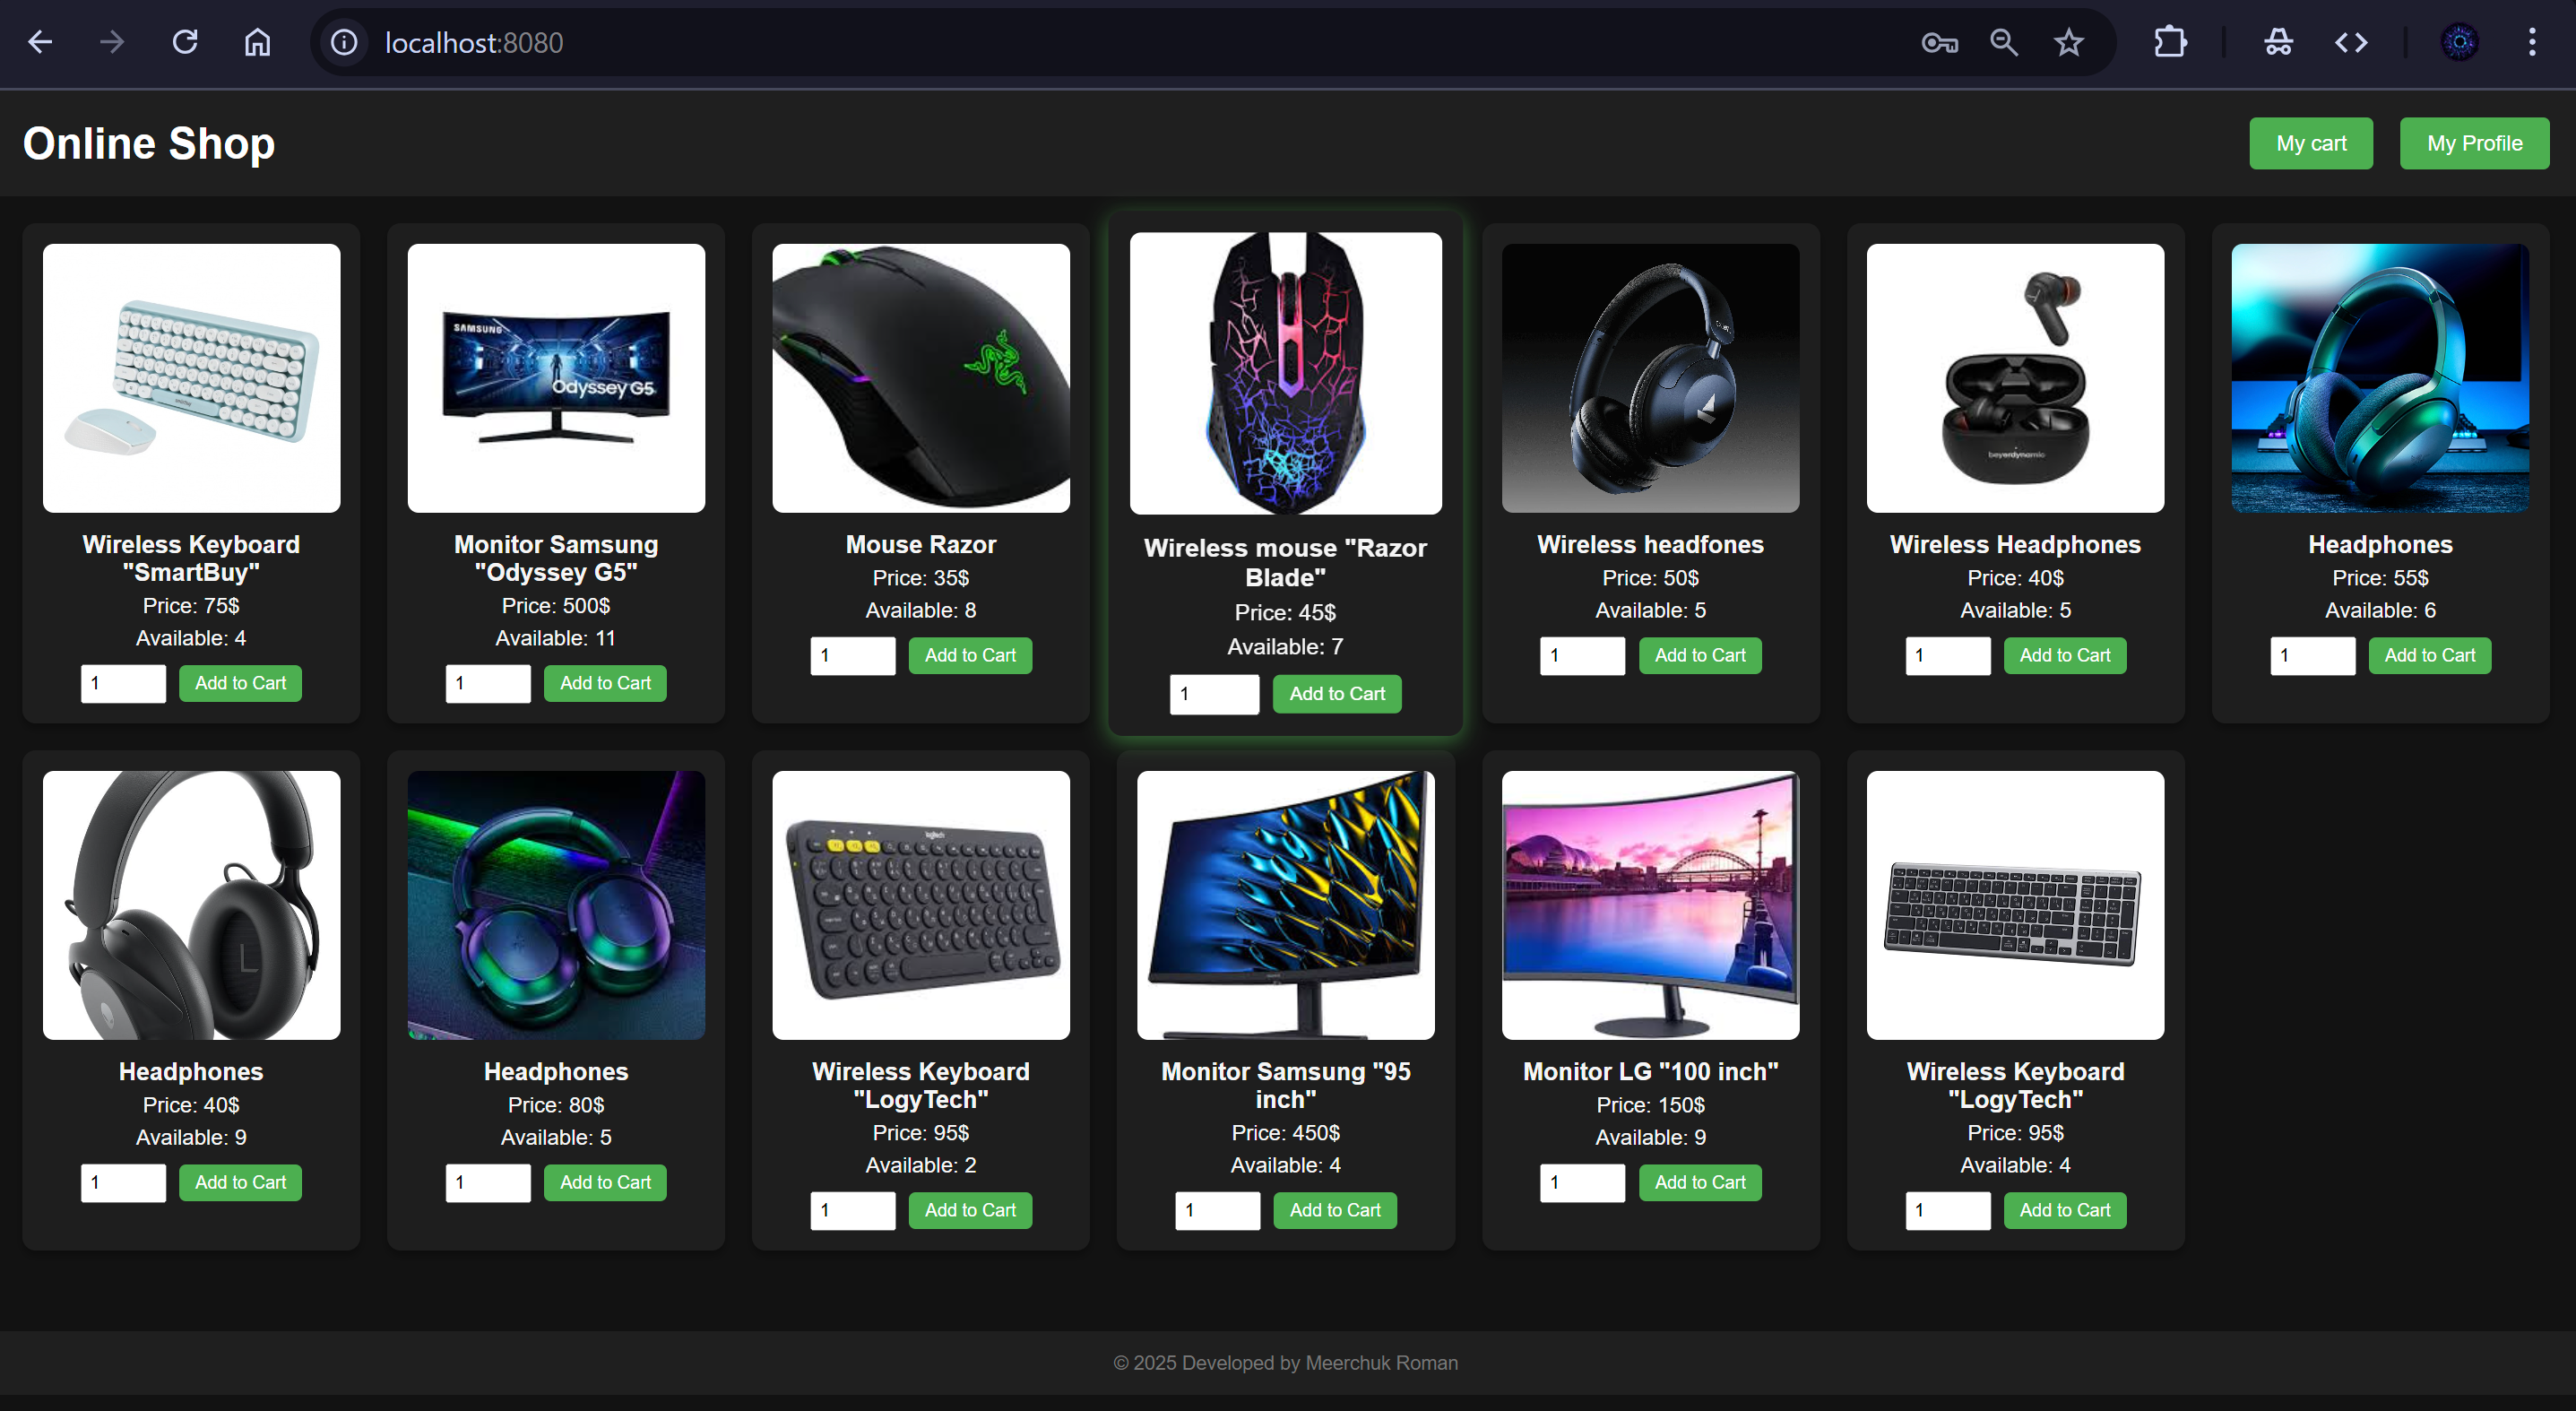 localhost:8080
Online Shop
My cart
My Profile
SAMSUNG
Odyssey G5
beyerdynamic
Wireless Keyboard
"SmartBuy"
Price: 75$
Available: 4
1
Add to Cart
Monitor Samsung
"Odyssey G5"
Price: 500$
Available: 11
1
Add to Cart
Mouse Razor
Price: 35$
Available: 8
1
Add to Cart
Wireless mouse "Razor
Blade"
Price: 45$
Available: 7
1
Add to Cart
Wireless headfones
Price: 50$
Available: 5
1
Add to Cart
Wireless Headphones
Price: 40$
Available: 5
1
Add to Cart
Headphones
Price: 55$
Available: 6
1
Add to Cart
L
logitech
Headphones
Price: 40$
Available: 9
1
Add to Cart
Headphones
Price: 80$
Available: 5
1
Add to Cart
Wireless Keyboard
"LogyTech"
Price: 95$
Available: 2
1
Add to Cart
Monitor Samsung "95
inch"
Price: 450$
Available: 4
1
Add to Cart
Monitor LG "100 inch"
Price: 150$
Available: 9
1
Add to Cart
Wireless Keyboard
"LogyTech"
Price: 95$
Available: 4
1
Add to Cart
© 2025 Developed by Meerchuk Roman